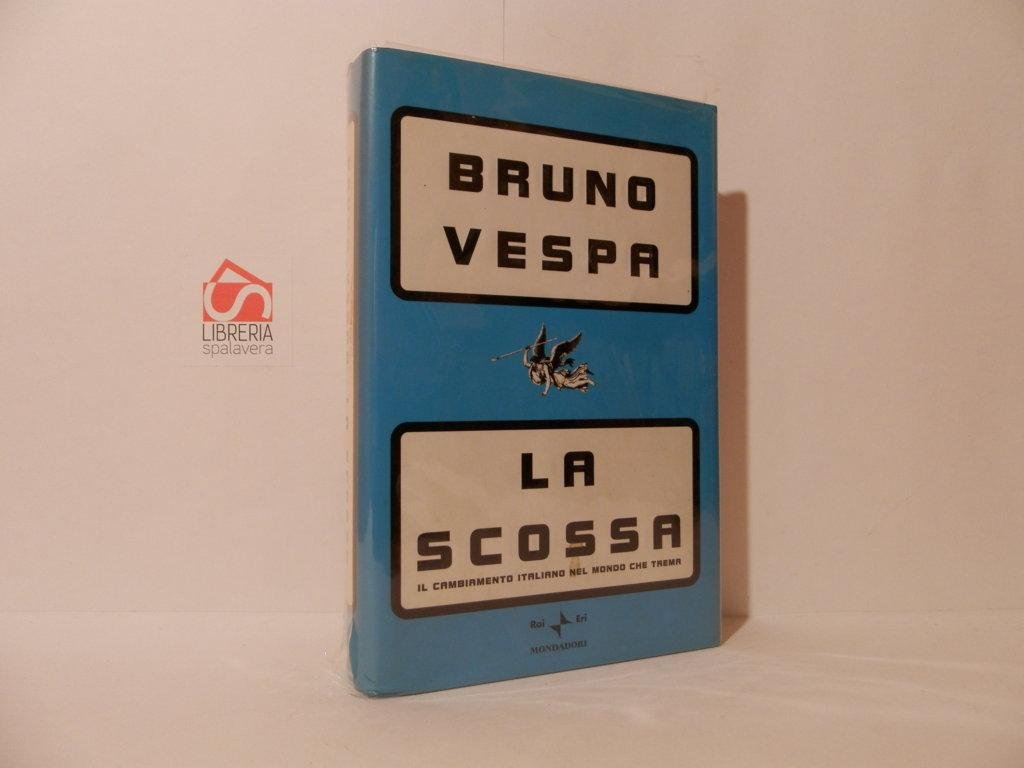 BRUNO
VESPA
LA
SCOSSA
IL CAMBIAMENTO ITALIANO NEL MONDO CHE TREMA
Rai Eri
MONDADORI
LIBRERIA
spalavera